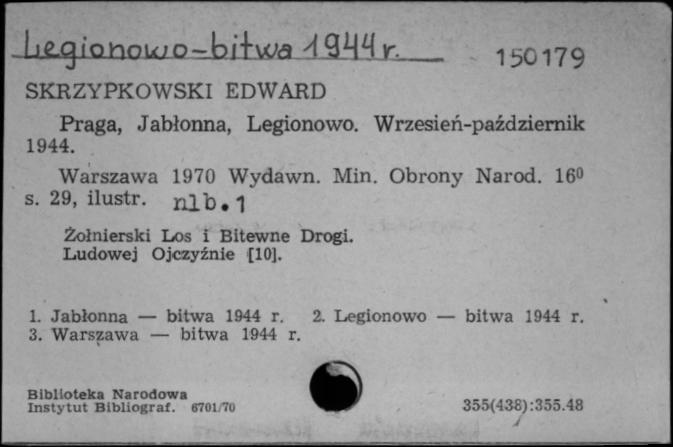 Legionowo-bitwa 1944 r. 150179
SKRZYPKOWSKI EDWARD
Praga, Jabłonna, Legionowo. Wrzesień-październik
1944.
Warszawa 1970 Wydawn. Min. Obrony Narod. 16⁰
s. 29, ilustr. nlb. 1
Żołnierski Los i Bitewne Drogi.
Ludowej Ojczyźnie [10].
1. Jabłonna — bitwa 1944 r. 2. Legionowo — bitwa 1944 r.
3. Warszawa — bitwa 1944 r.
Biblioteka Narodowa
Instytut Bibliograf. 6701/70 355(438):355.48